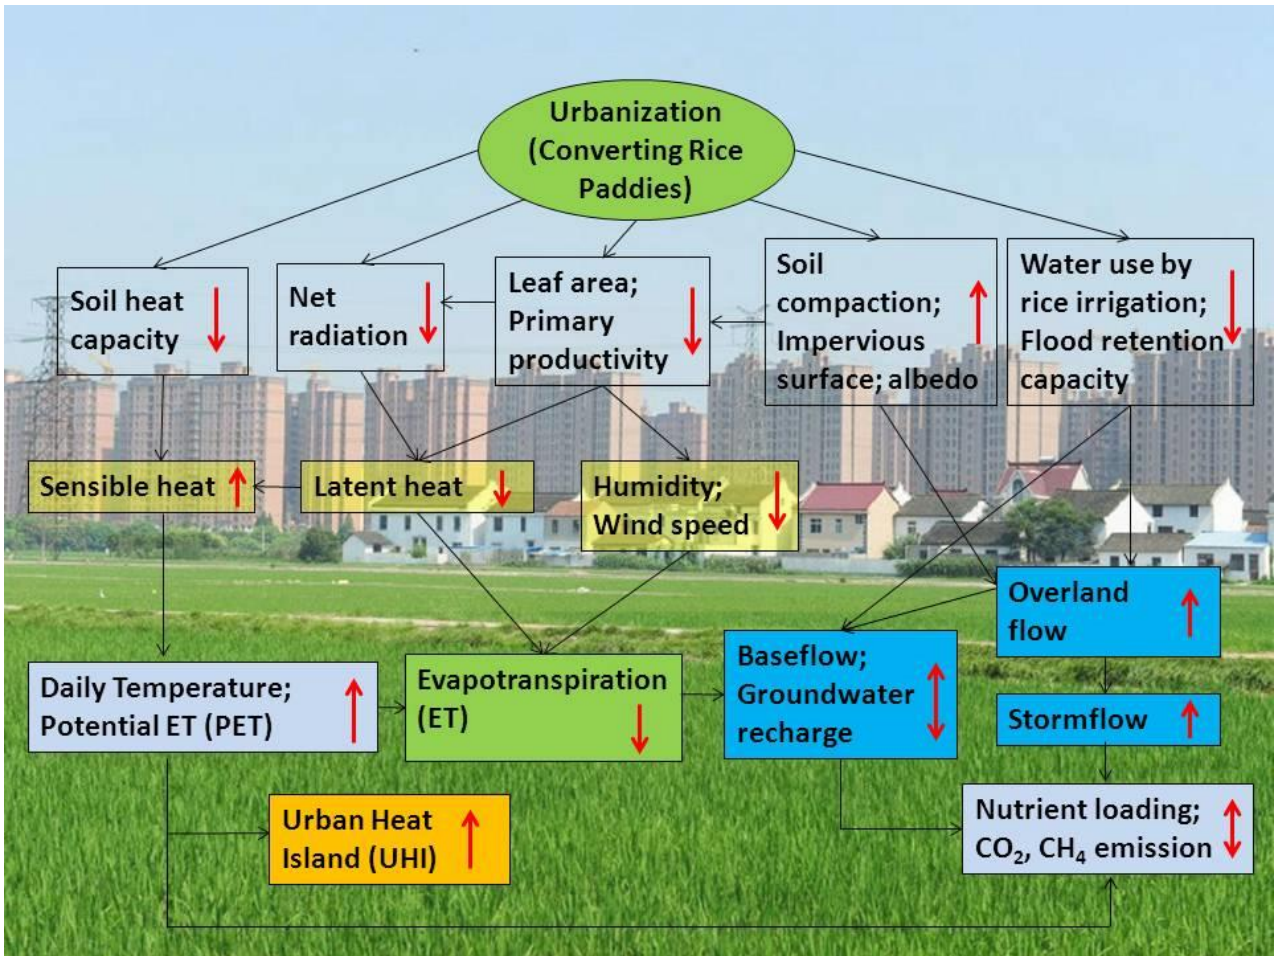 Urbanization
(Converting Rice
Paddies)
Soil heat
capacity
Net
radiation
Leaf area;
Primary
productivity
Soil
compaction;
Impervious
surface; albedo
Water use by
rice irrigation;
Flood retention
capacity
Sensible heat
Latent heat
Humidity;
Wind speed
Overland
flow
Daily Temperature;
Potential ET (PET)
Evapotranspiration
(ET)
Baseflow;
Groundwater
recharge
Stormflow
Urban Heat
Island (UHI)
Nutrient loading;
CO₂, CH₄ emission